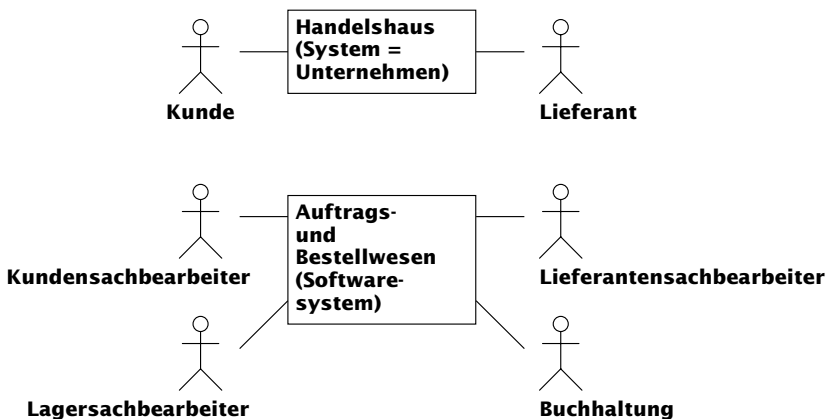 Handelshaus
(System =
Unternehmen)
Kunde
Lieferant
Auftrags-
und
Bestellwesen
(Software-
system)
Kundensachbearbeiter
Lieferantensachbearbeiter
Lagersachbearbeiter
Buchhaltung